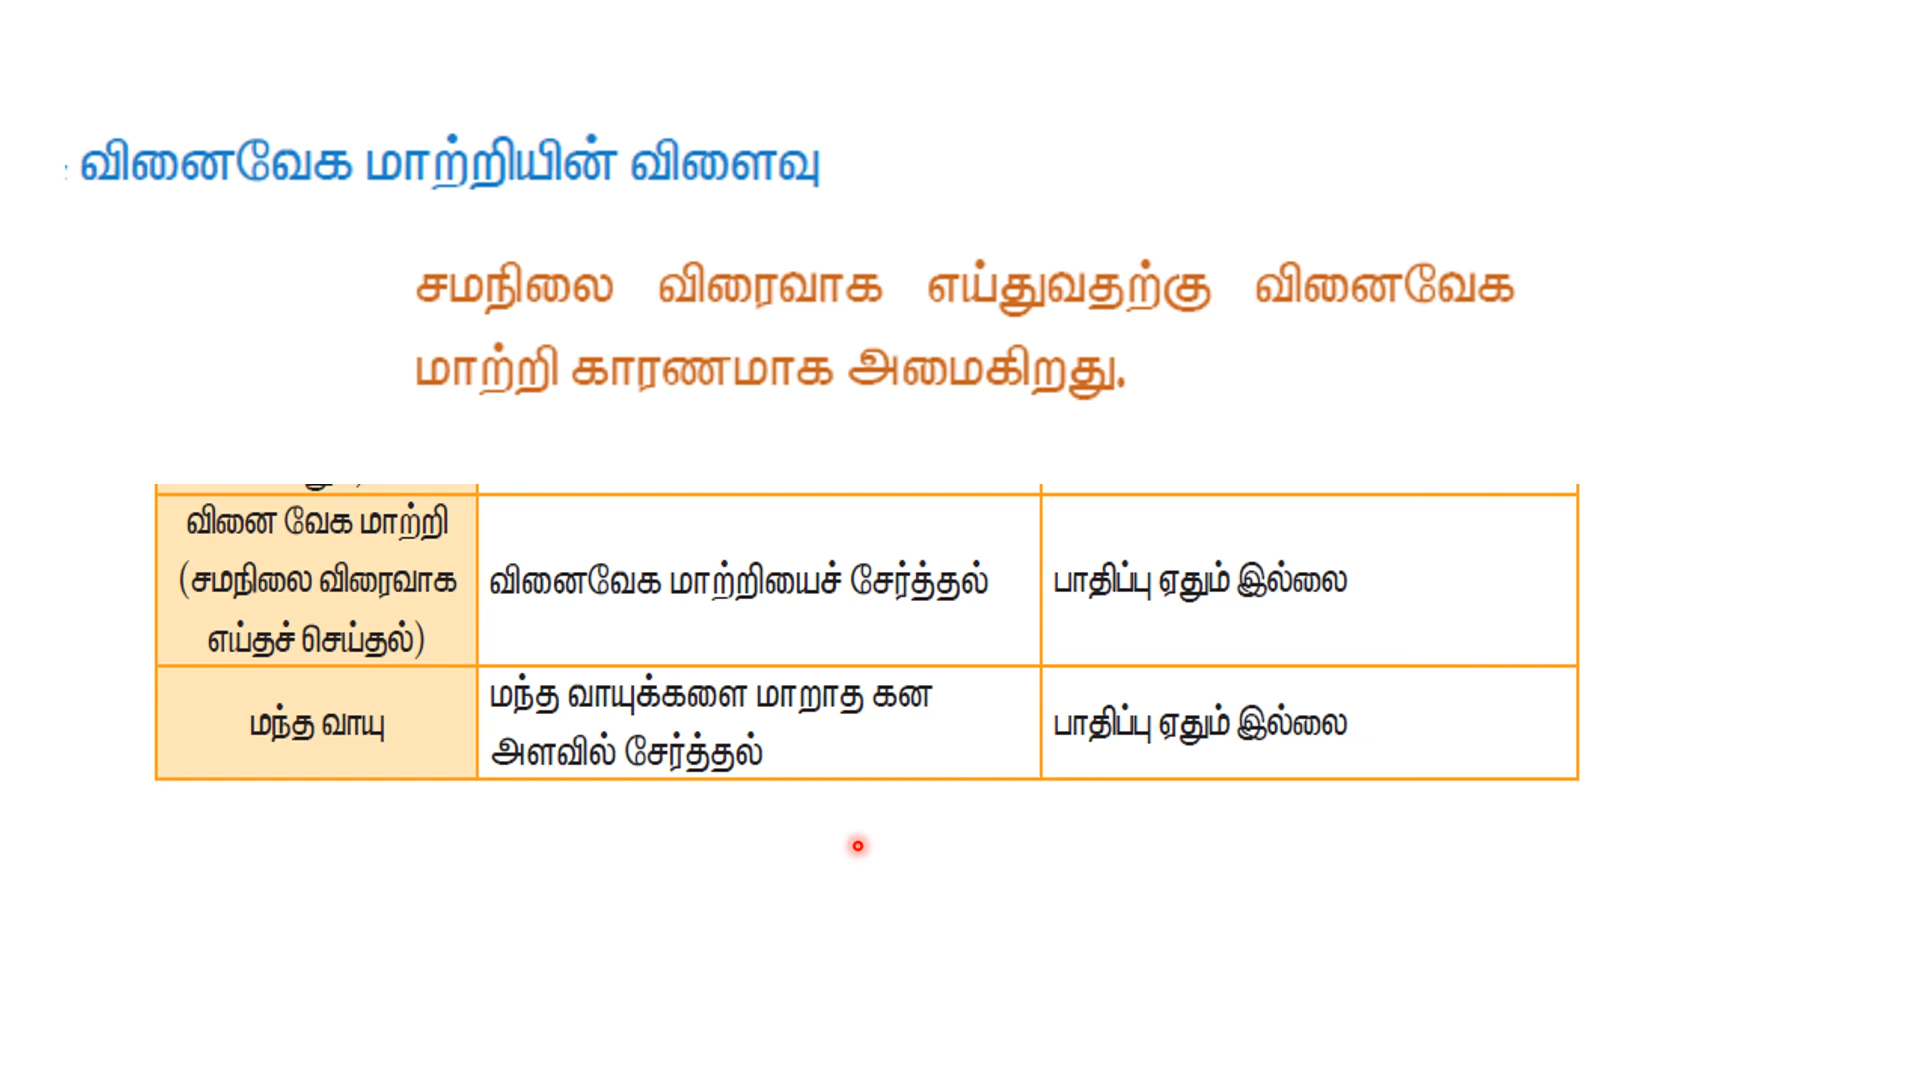 வினைவேக மாற்றியின் விளைவு
சமநிலை விரைவாக எய்துவதற்கு வினைவேக
மாற்றி காரணமாக அமைகிறது.
வினை வேக மாற்றி
(சமநிலை விரைவாக
எய்தச் செய்தல்)
வினைவேக மாற்றியைச் சேர்த்தல்
பாதிப்பு ஏதும் இல்லை
மந்த வாயு
மந்த வாயுக்களை மாறாத கன
அளவில் சேர்த்தல்
பாதிப்பு ஏதும் இல்லை